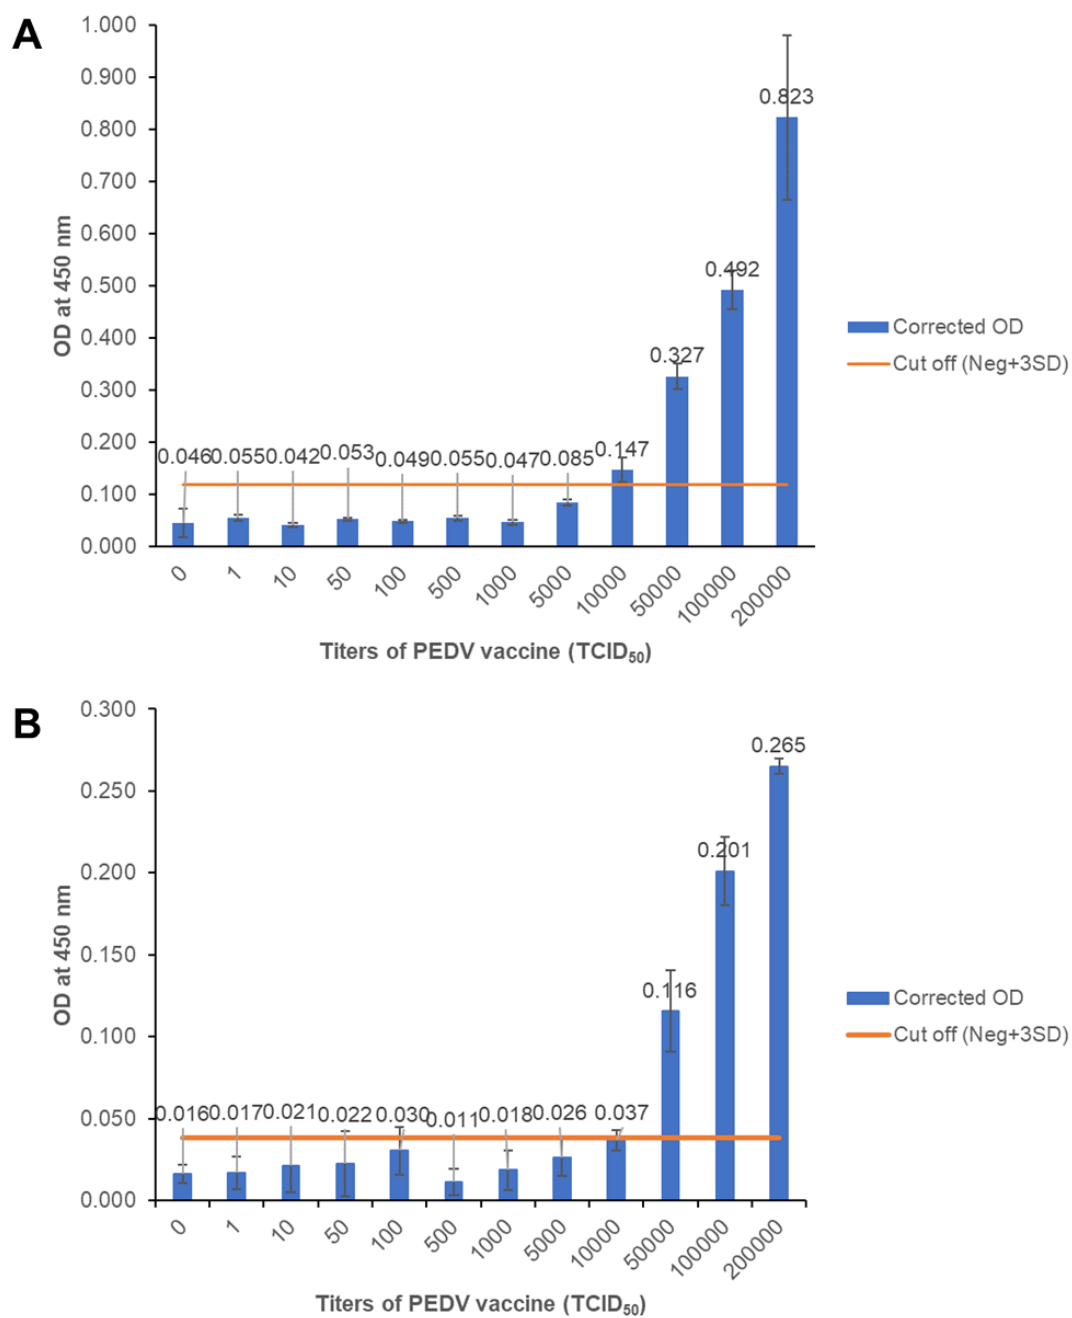 A
1.000
0.900
0.800
0.700
0.600
0.500
0.400
0.300
0.200
0.100
0.000
OD at 450 nm
0.046 0.055 0.042 0.053 0.049 0.055 0.047 0.085 0.147 0.327 0.492 0.823
0 1 10 50 100 500 1000 5000 10000 50000 100000 200000
Titers of PEDV vaccine (TCID50)
Corrected OD
Cut off (Neg+3SD)
B
0.300
0.250
0.200
0.150
0.100
0.050
0.000
OD at 450 nm
0.016 0.017 0.021 0.022 0.030 0.011 0.018 0.026 0.037 0.116 0.201 0.265
0 1 10 50 100 500 1000 5000 10000 50000 100000 200000
Titers of PEDV vaccine (TCID50)
Corrected OD
Cut off (Neg+3SD)